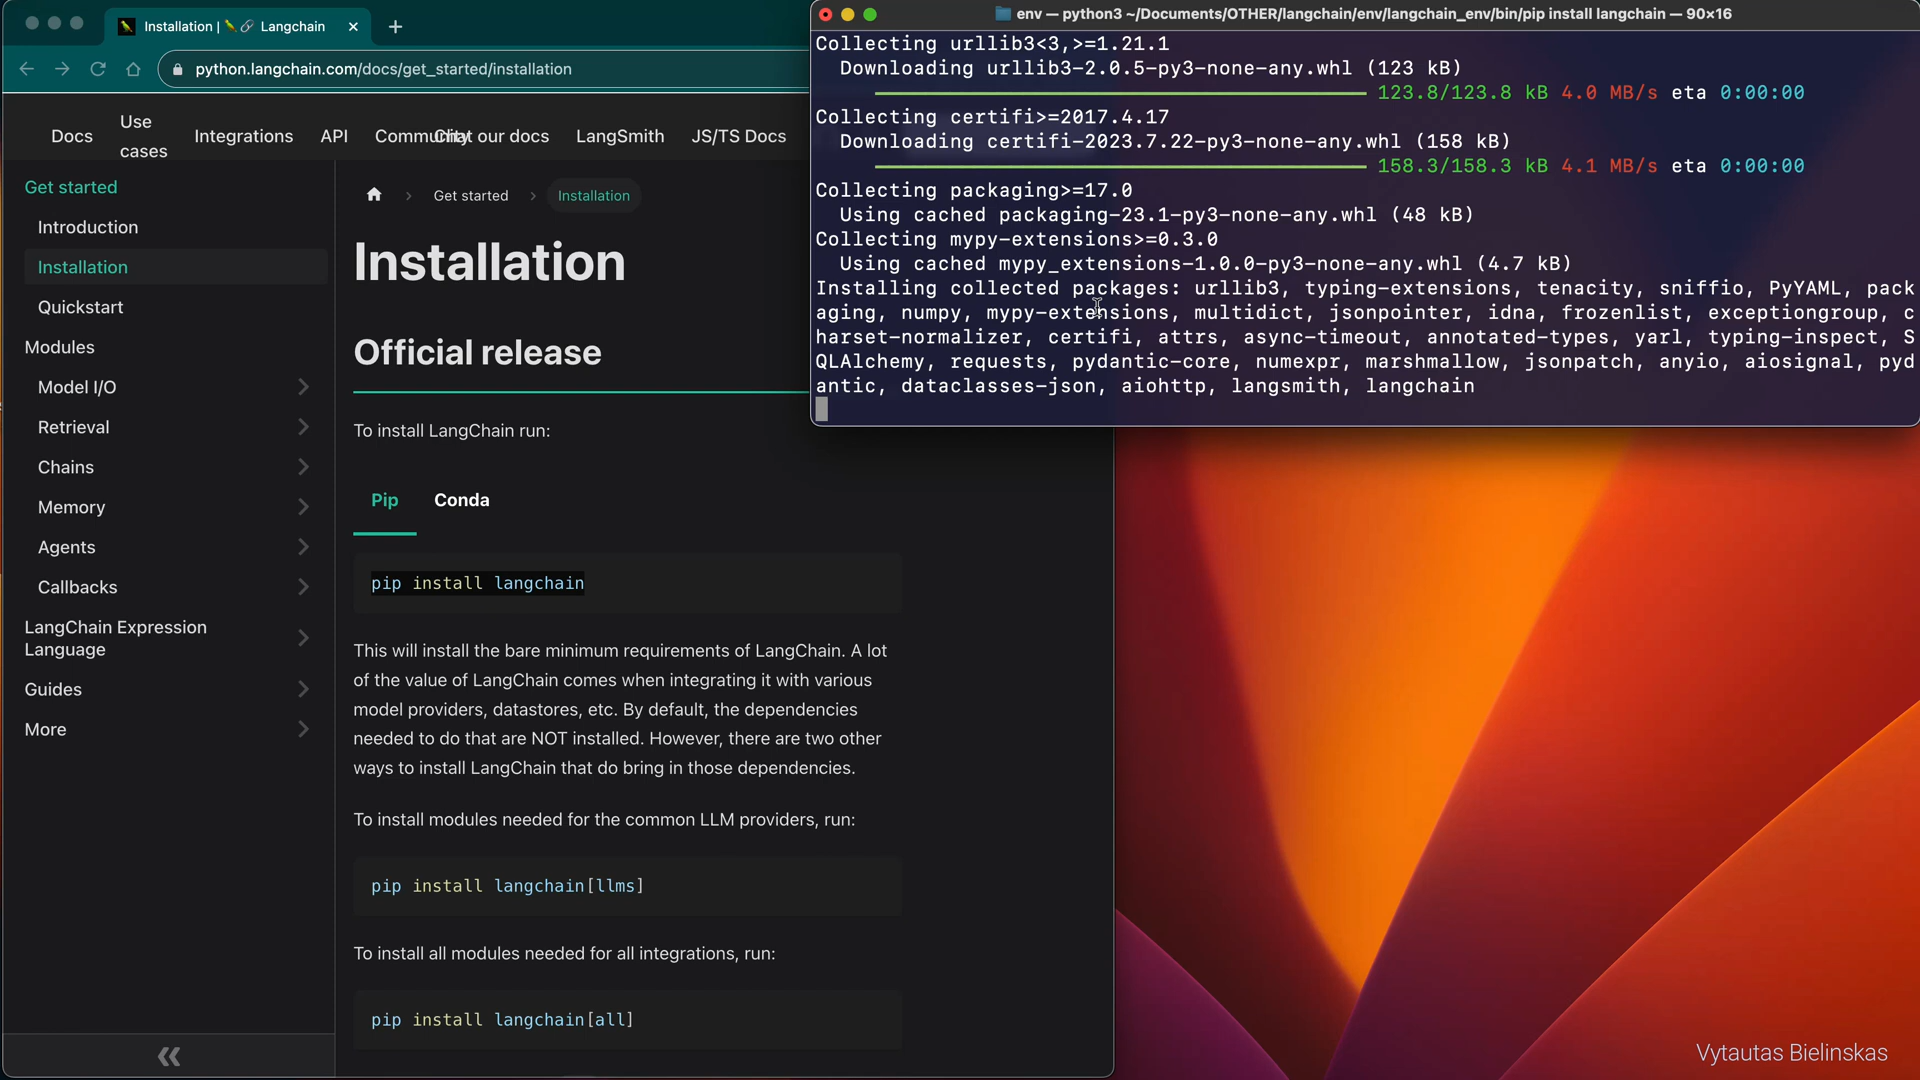 Installation | 🦜🔗 Langchain
python.langchain.com/docs/get_started/installation
Docs
Use cases
Integrations
API
Community
Chat our docs
LangSmith
JS/TS Docs
Get started
Introduction
Installation
Quickstart
Modules
Model I/O
Retrieval
Chains
Memory
Agents
Callbacks
LangChain Expression
Language
Guides
More
Get started
Installation
Installation
Official release
To install LangChain run:
Pip
Conda
pip install langchain
This will install the bare minimum requirements of LangChain. A lot
of the value of LangChain comes when integrating it with various
model providers, datastores, etc. By default, the dependencies
needed to do that are NOT installed. However, there are two other
ways to install LangChain that do bring in those dependencies.
To install modules needed for the common LLM providers, run:
pip install langchain[llms]
To install all modules needed for all integrations, run:
pip install langchain[all]
env — python3 ~/Documents/OTHER/langchain/env/langchain_env/bin/pip install langchain — 90×16
Collecting urllib3<3,>=1.21.1
Downloading urllib3-2.0.5-py3-none-any.whl (123 kB)
123.8/123.8 kB 4.0 MB/s eta 0:00:00
Collecting certifi>=2017.4.17
Downloading certifi-2023.7.22-py3-none-any.whl (158 kB)
158.3/158.3 kB 4.1 MB/s eta 0:00:00
Collecting packaging>=17.0
Using cached packaging-23.1-py3-none-any.whl (48 kB)
Collecting mypy-extensions>=0.3.0
Using cached mypy_extensions-1.0.0-py3-none-any.whl (4.7 kB)
Installing collected packages: urllib3, typing-extensions, tenacity, sniffio, PyYAML, pack
aging, numpy, mypy-extensions, multidict, jsonpointer, idna, frozenlist, exceptiongroup, c
harset-normalizer, certifi, attrs, async-timeout, annotated-types, yarl, typing-inspect, S
QLAlchemy, requests, pydantic-core, numexpr, marshmallow, jsonpatch, anyio, aiosignal, pyd
antic, dataclasses-json, aiohttp, langsmith, langchain
Vytautas Bielinskas